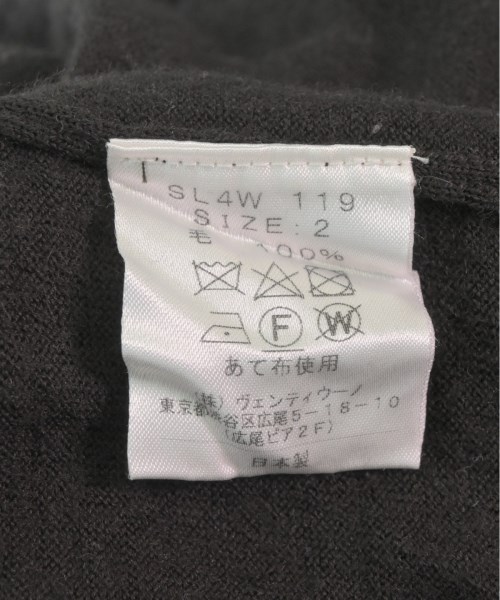 SL4W 119
SIZE:2
毛 100%
F W
あて布使用
(株) ヴェンティウーノ
東京都渋谷区広尾5-18-10
(広尾ピア2F)
日本製